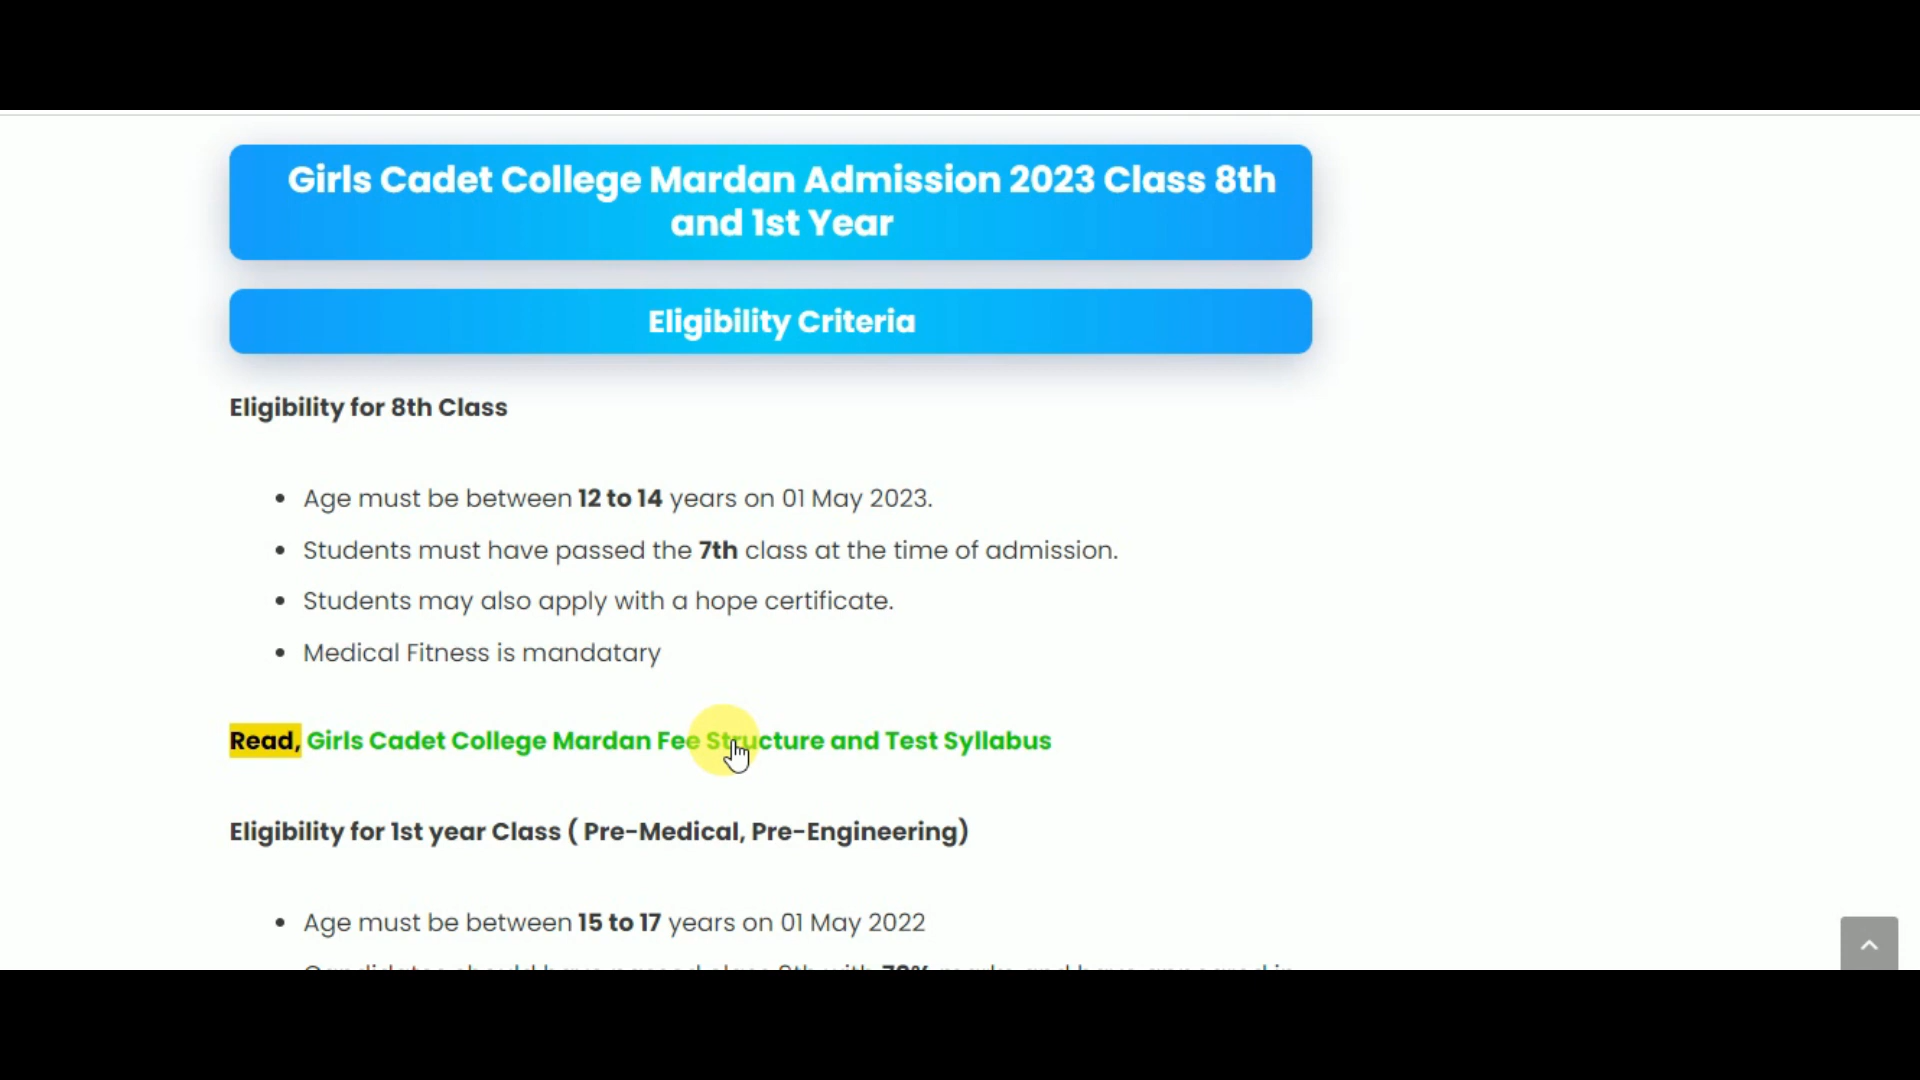 Girls Cadet College Mardan Admission 2023 Class 8th
and 1st Year
Eligibility Criteria
Eligibility for 8th Class
Age must be between 12 to 14 years on 01 May 2023.
Students must have passed the 7th class at the time of admission.
Students may also apply with a hope certificate.
Medical Fitness is mandatary
Read, Girls Cadet College Mardan Fee Structure and Test Syllabus
Eligibility for 1st year Class ( Pre-Medical, Pre-Engineering)
Age must be between 15 to 17 years on 01 May 2022